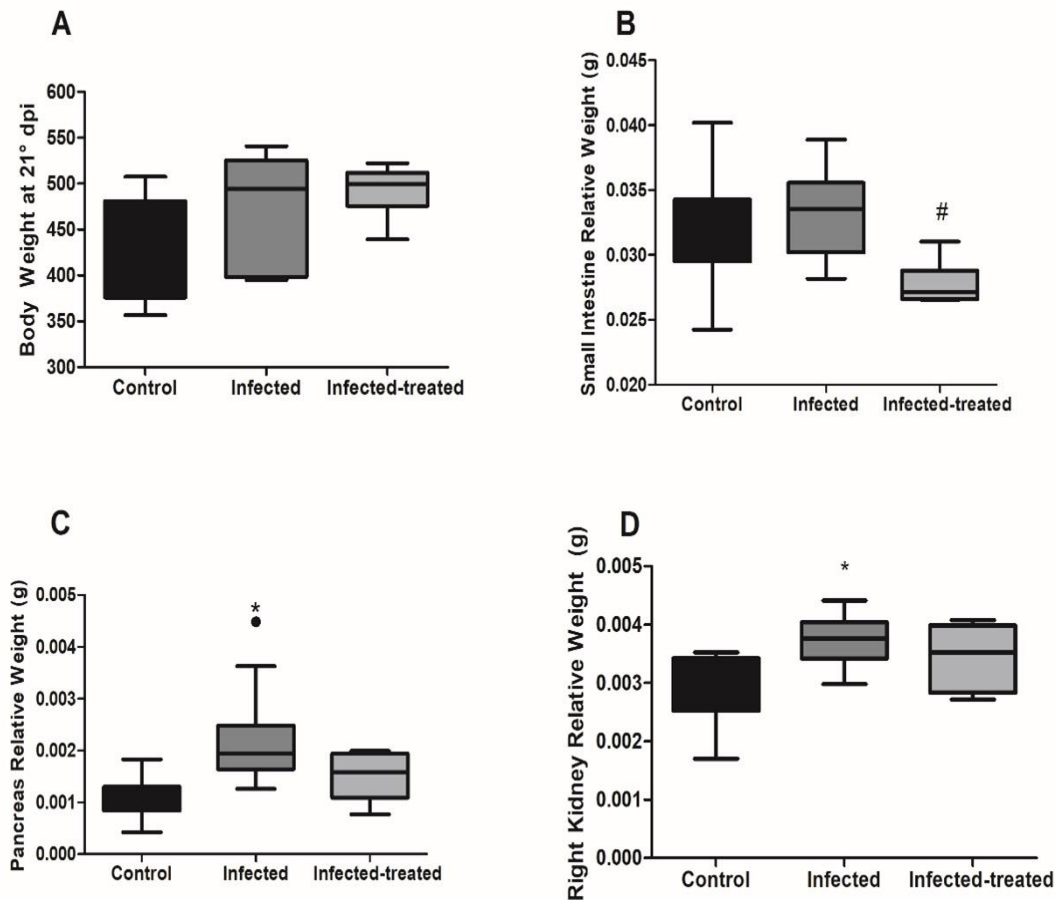 A
Body Weight at 21° dpi
600
550
500
450
400
350
300
Control Infected Infected-treated
B
Small Intestine Relative Weight (g)
0.045
0.040
0.035
0.030
0.025
0.020
#
Control Infected Infected-treated
C
Pancreas Relative Weight (g)
0.005
0.004
0.003
0.002
0.001
0.000
*
Control Infected Infected-treated
D
Right Kidney Relative Weight (g)
0.005
0.004
0.003
0.002
0.001
0.000
*
Control Infected Infected-treated